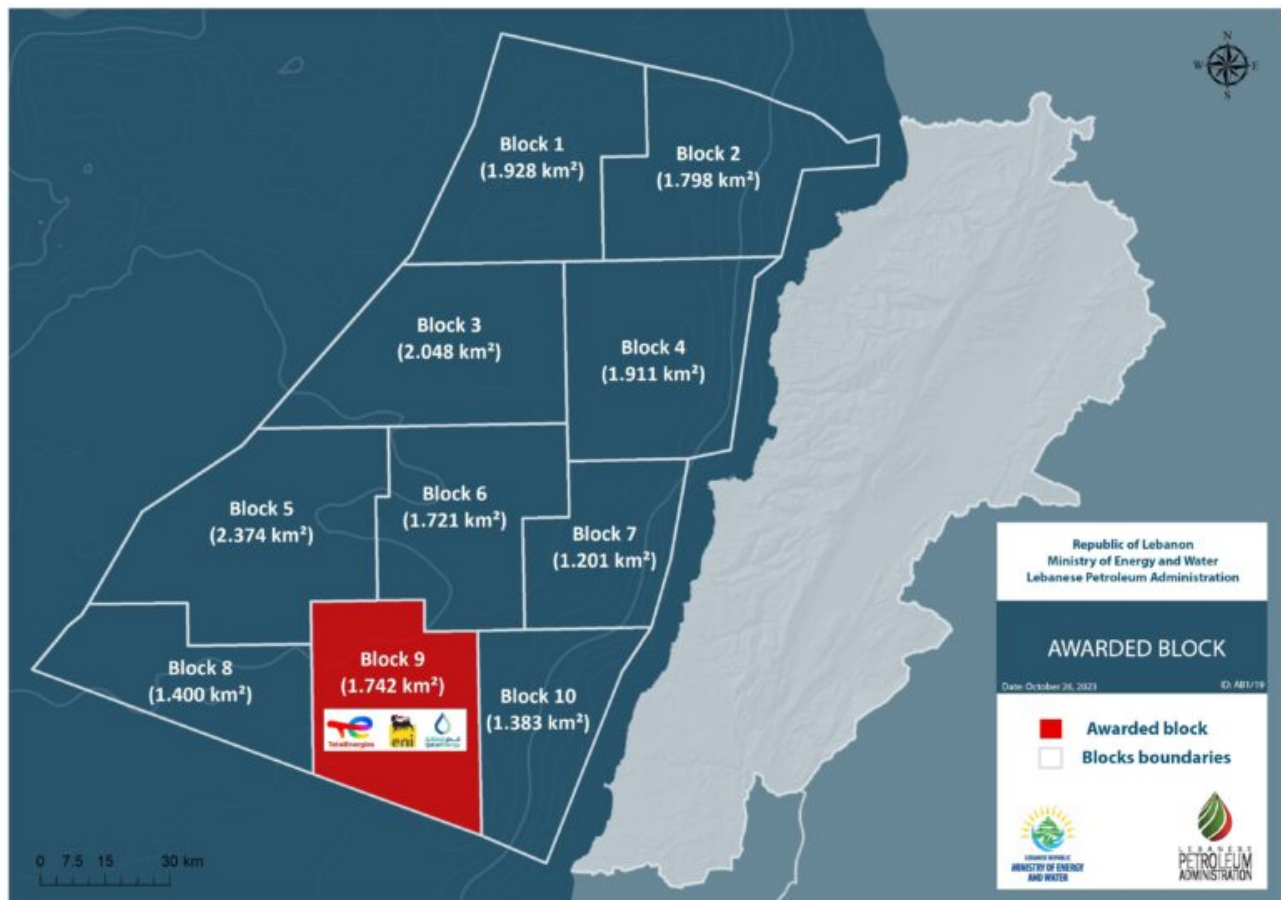 N
W
E
S
Block 1
(1.928 km²)
Block 2
(1.798 km²)
Block 3
(2.048 km²)
Block 4
(1.911 km²)
Block 5
(2.374 km²)
Block 6
(1.721 km²)
Block 7
(1.201 km²)
Block 8
(1.400 km²)
Block 9
(1.742 km²)
TotalEnergies
eni
QatarEnergy
Block 10
(1.383 km²)
0 7.5 15 30 km
Republic of Lebanon
Ministry of Energy and Water
Lebanese Petroleum Administration
AWARDED BLOCK
Date: October 26, 2023 ID: AB1/19
Awarded block
Blocks boundaries
LEBANESE REPUBLIC
MINISTRY OF ENERGY
AND WATER
LEBANESE
PETROLEUM
ADMINISTRATION